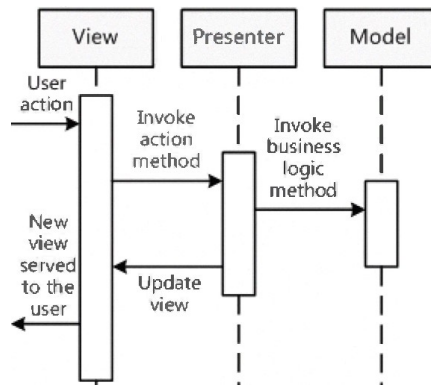 View
Presenter
Model
User
action
Invoke
action
method
Invoke
business
logic
method
New
view
served
to the
user
Update
view